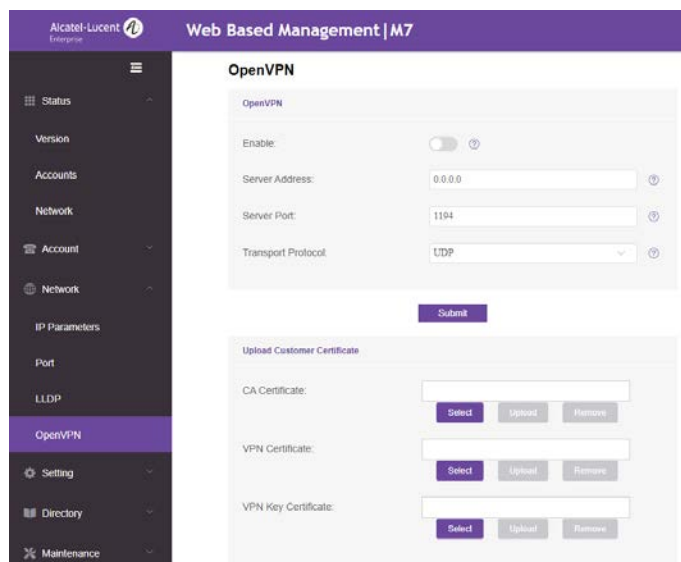 Alcatel-Lucent
Enterprise
Web Based Management|M7
Status
Version
Accounts
Network
Account
Network
IP Parameters
Port
LLDP
OpenVPN
Setting
Directory
Maintenance
OpenVPN
OpenVPN
Enable:
Server Address: 0.0.0.0
Server Port: 1194
Transport Protocol: UDP
Submit
Upload Customer Certificate
CA Certificate:
Select Upload Remove
VPN Certificate:
Select Upload Remove
VPN Key Certificate:
Select Upload Remove